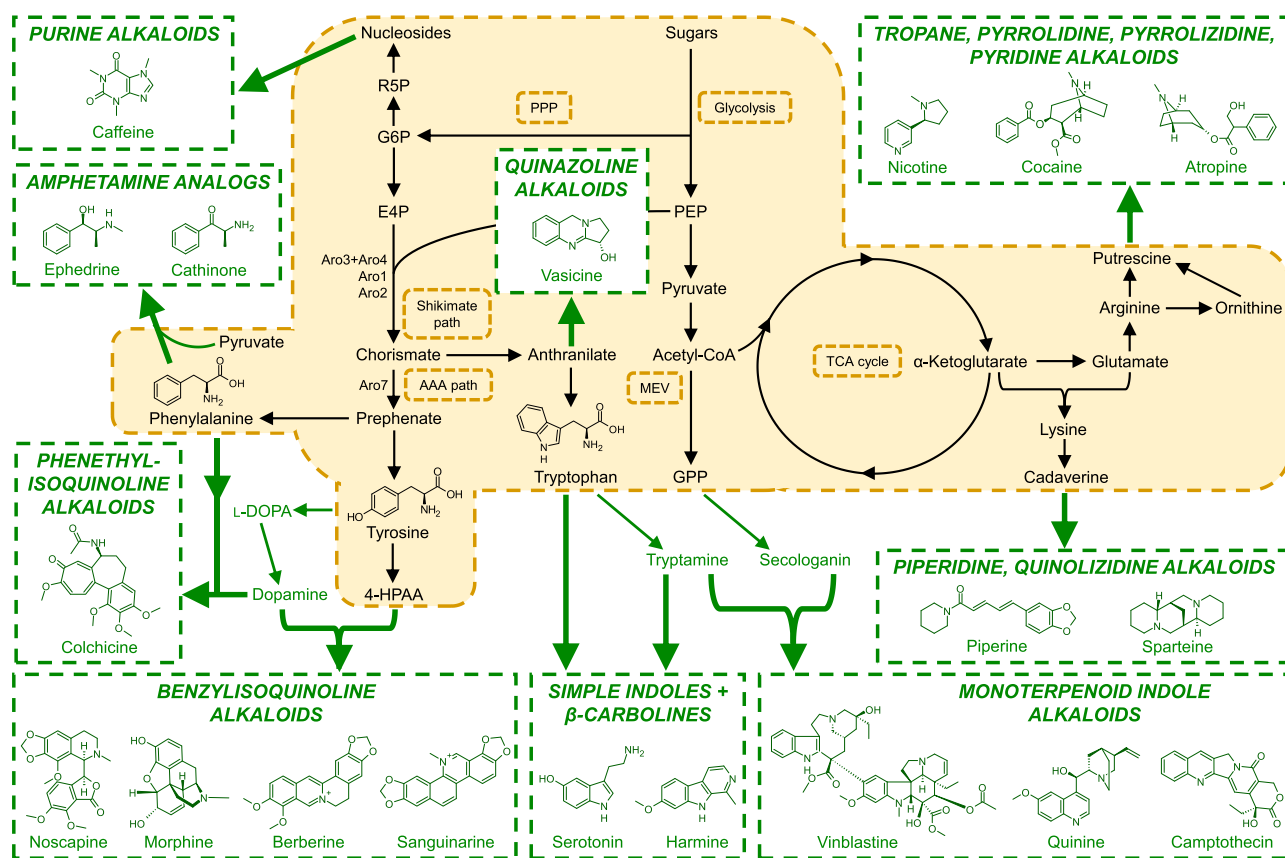 PURINE ALKALOIDS
Caffeine
AMPHETAMINE ANALOGS
Ephedrine
Cathinone
Nucleosides
R5P
G6P
E4P
PPP
Sugars
Glycolysis
QUINAZOLINE
ALKALOIDS
Vasicine
PEP
Pyruvate
Acetyl-CoA
MEV
GPP
Aro3+Aro4
Aro1
Aro2
Shikimate
path
Chorismate
Anthranilate
Aro7
AAA path
Prephenate
Pyruvate
Phenylalanine
Tryptophan
Tyrosine
4-HPAA
TCA cycle
α-Ketoglutarate
Glutamate
Arginine
Ornithine
Putrescine
Lysine
Cadaverine
TROPANE, PYRROLIDINE, PYRROLIZIDINE,
PYRIDINE ALKALOIDS
Nicotine
Cocaine
Atropine
PHENETHYL-
ISOQUINOLINE
ALKALOIDS
Colchicine
L-DOPA
Dopamine
Tryptamine
Secologanin
PIPERIDINE, QUINOLIZIDINE ALKALOIDS
Piperine
Sparteine
BENZYLISOQUINOLINE
ALKALOIDS
Noscapine
Morphine
Berberine
Sanguinarine
SIMPLE INDOLES +
β-CARBOLINES
Serotonin
Harmine
MONOTERPENOID INDOLE
ALKALOIDS
Vinblastine
Quinine
Camptothecin